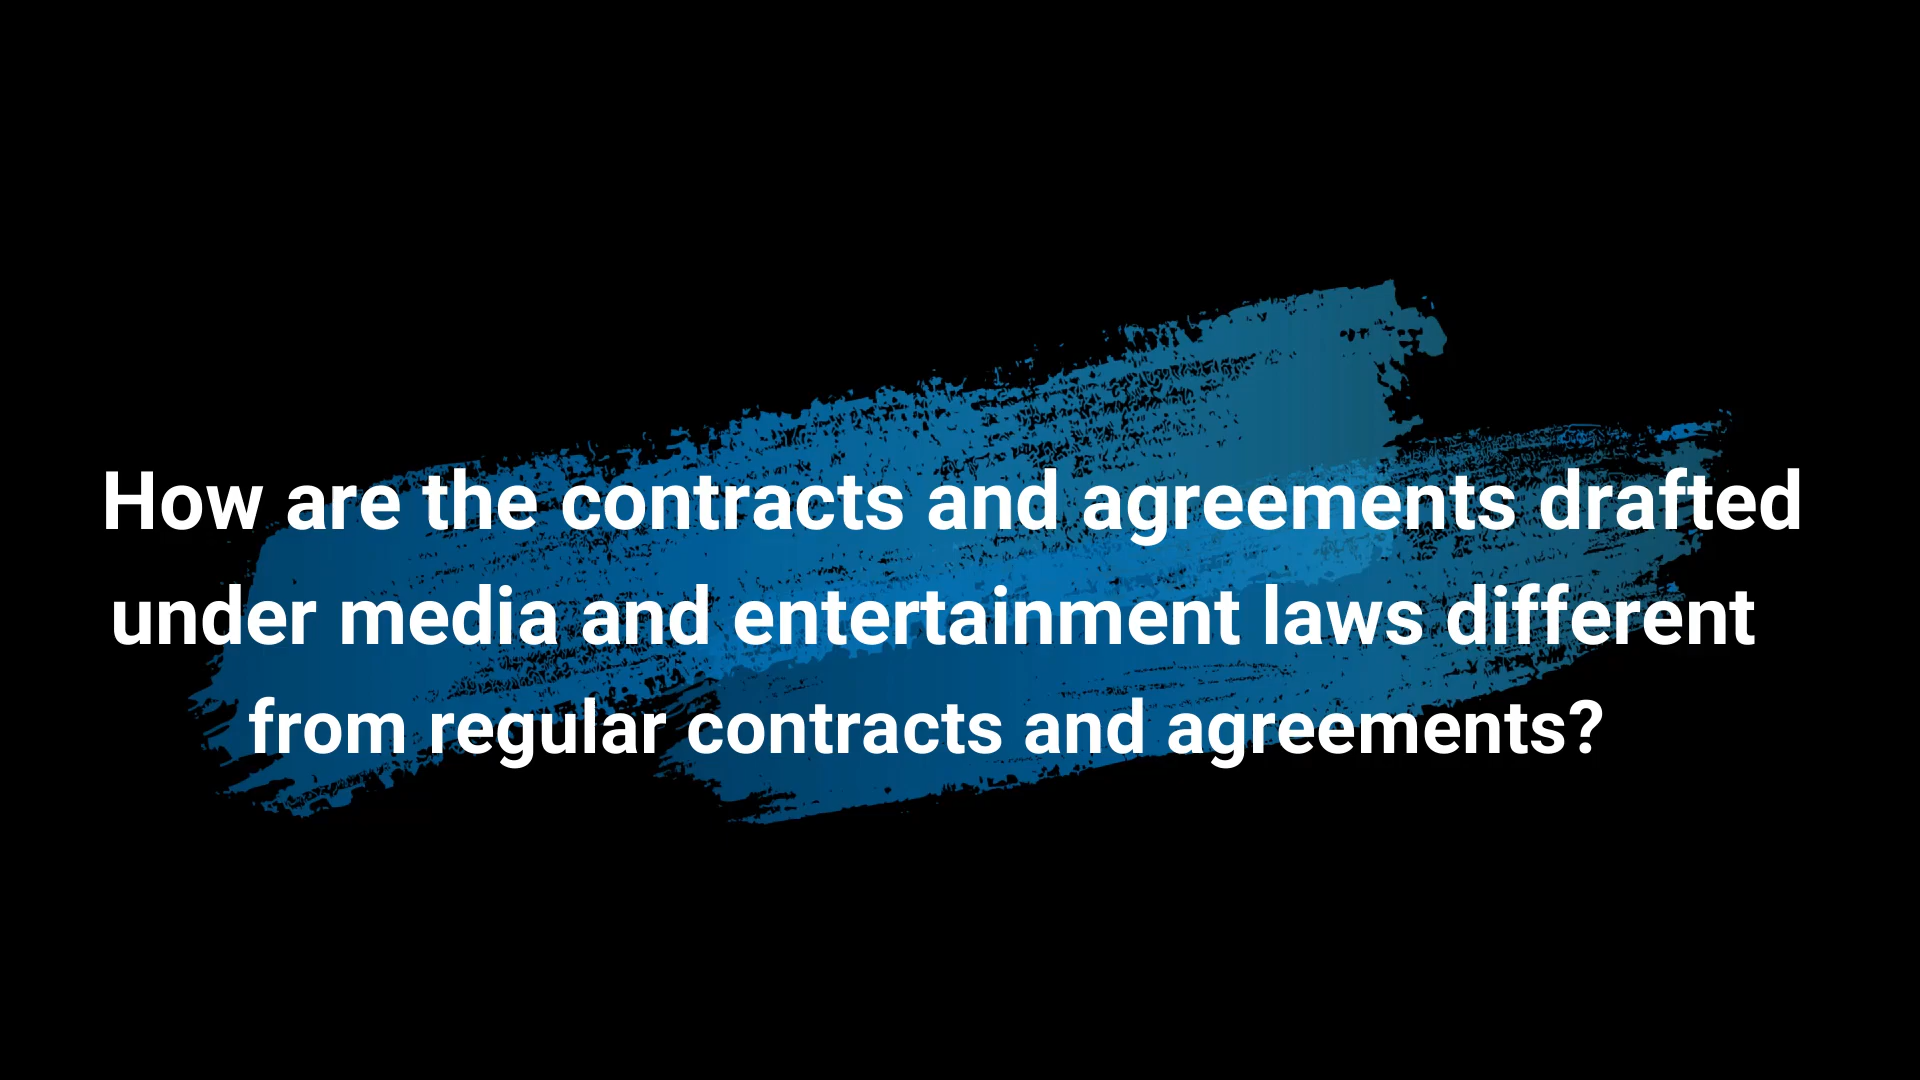 How are the contracts and agreements drafted
under media and entertainment laws different
from regular contracts and agreements?